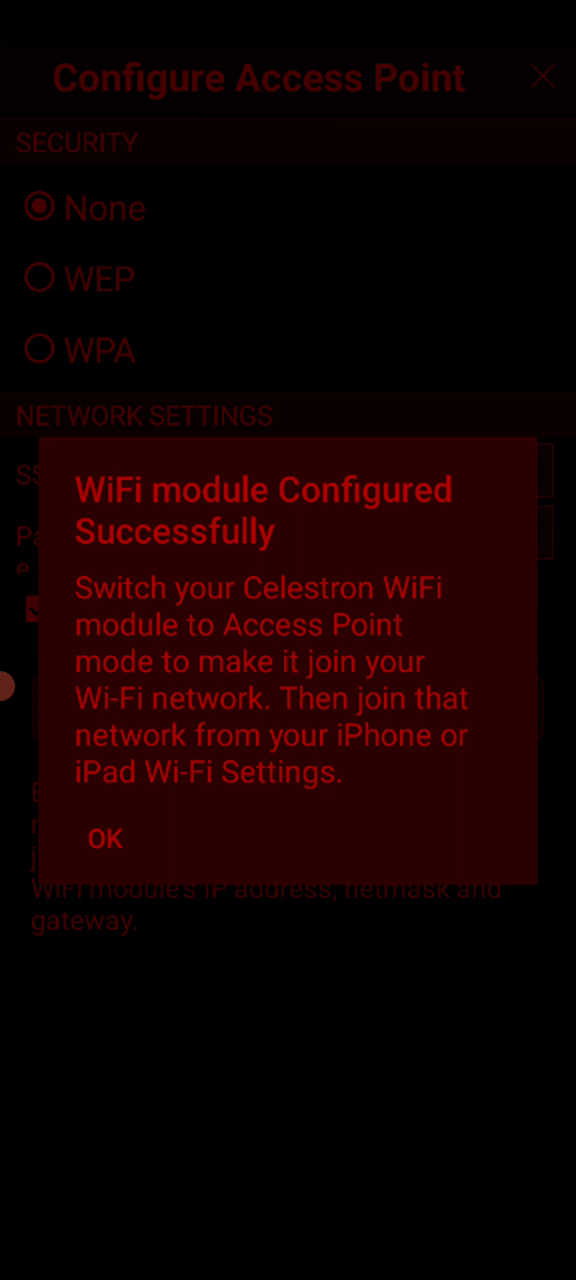 Configure Access Point
SECURITY
None
WEP
WPA
NETWORK SETTINGS
WiFi module Configured
Successfully
Switch your Celestron WiFi
module to Access Point
mode to make it join your
Wi-Fi network. Then join that
network from your iPhone or
iPad Wi-Fi Settings.
OK
WiFi module's IP address, netmask and
gateway.